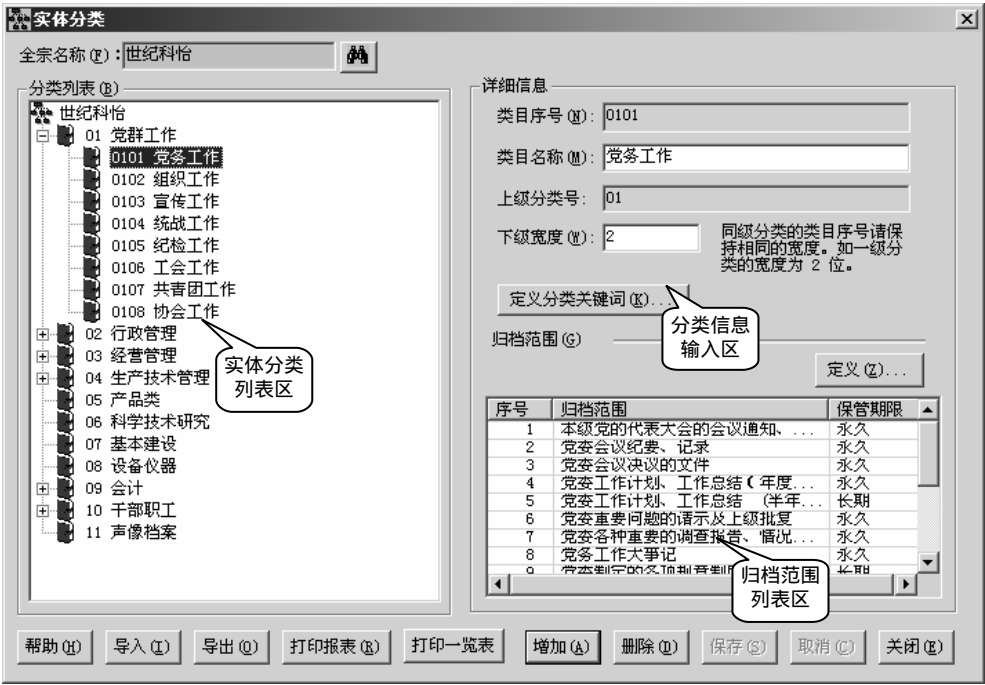 实体分类
全宗名称(F):世纪科怡
分类列表(B)
世纪科怡
01 党群工作
0101 党务工作
0102 组织工作
0103 宣传工作
0104 统战工作
0105 纪检工作
0106 工会工作
0107 共青团工作
0108 协会工作
02 行政管理
03 经营管理
04 生产技术管理
05 产品类
06 科学技术研究
07 基本建设
08 设备仪器
09 会计
10 干部职工
11 声像档案
实体分类
列表区
详细信息
类目序号(N): 0101
类目名称(M): 党务工作
上级分类号: 01
下级宽度(W): 2
同级分类的类目序号请保
持相同的宽度。如一级分
类的宽度为 2 位。
定义分类关键词(K)...
分类信息
输入区
归档范围(G)
定义(Z)...
序号 归档范围 保管期限
1 本级党的代表大会的会议通知、... 永久
2 党委会议纪要、记录 永久
3 党委会议决议的文件 永久
4 党委工作计划、工作总结(年度... 永久
5 党委工作计划、工作总结 (半年... 长期
6 党委重要问题的请示及上级批复 永久
7 党委各种重要的调查报告、情况... 永久
8 党务工作大事记 永久
9 党委制定的各项规章制 长期
归档范围
列表区
帮助(H) 导入(I) 导出(O) 打印报表(R) 打印一览表 增加(A) 删除(D) 保存(S) 取消(C) 关闭(E)